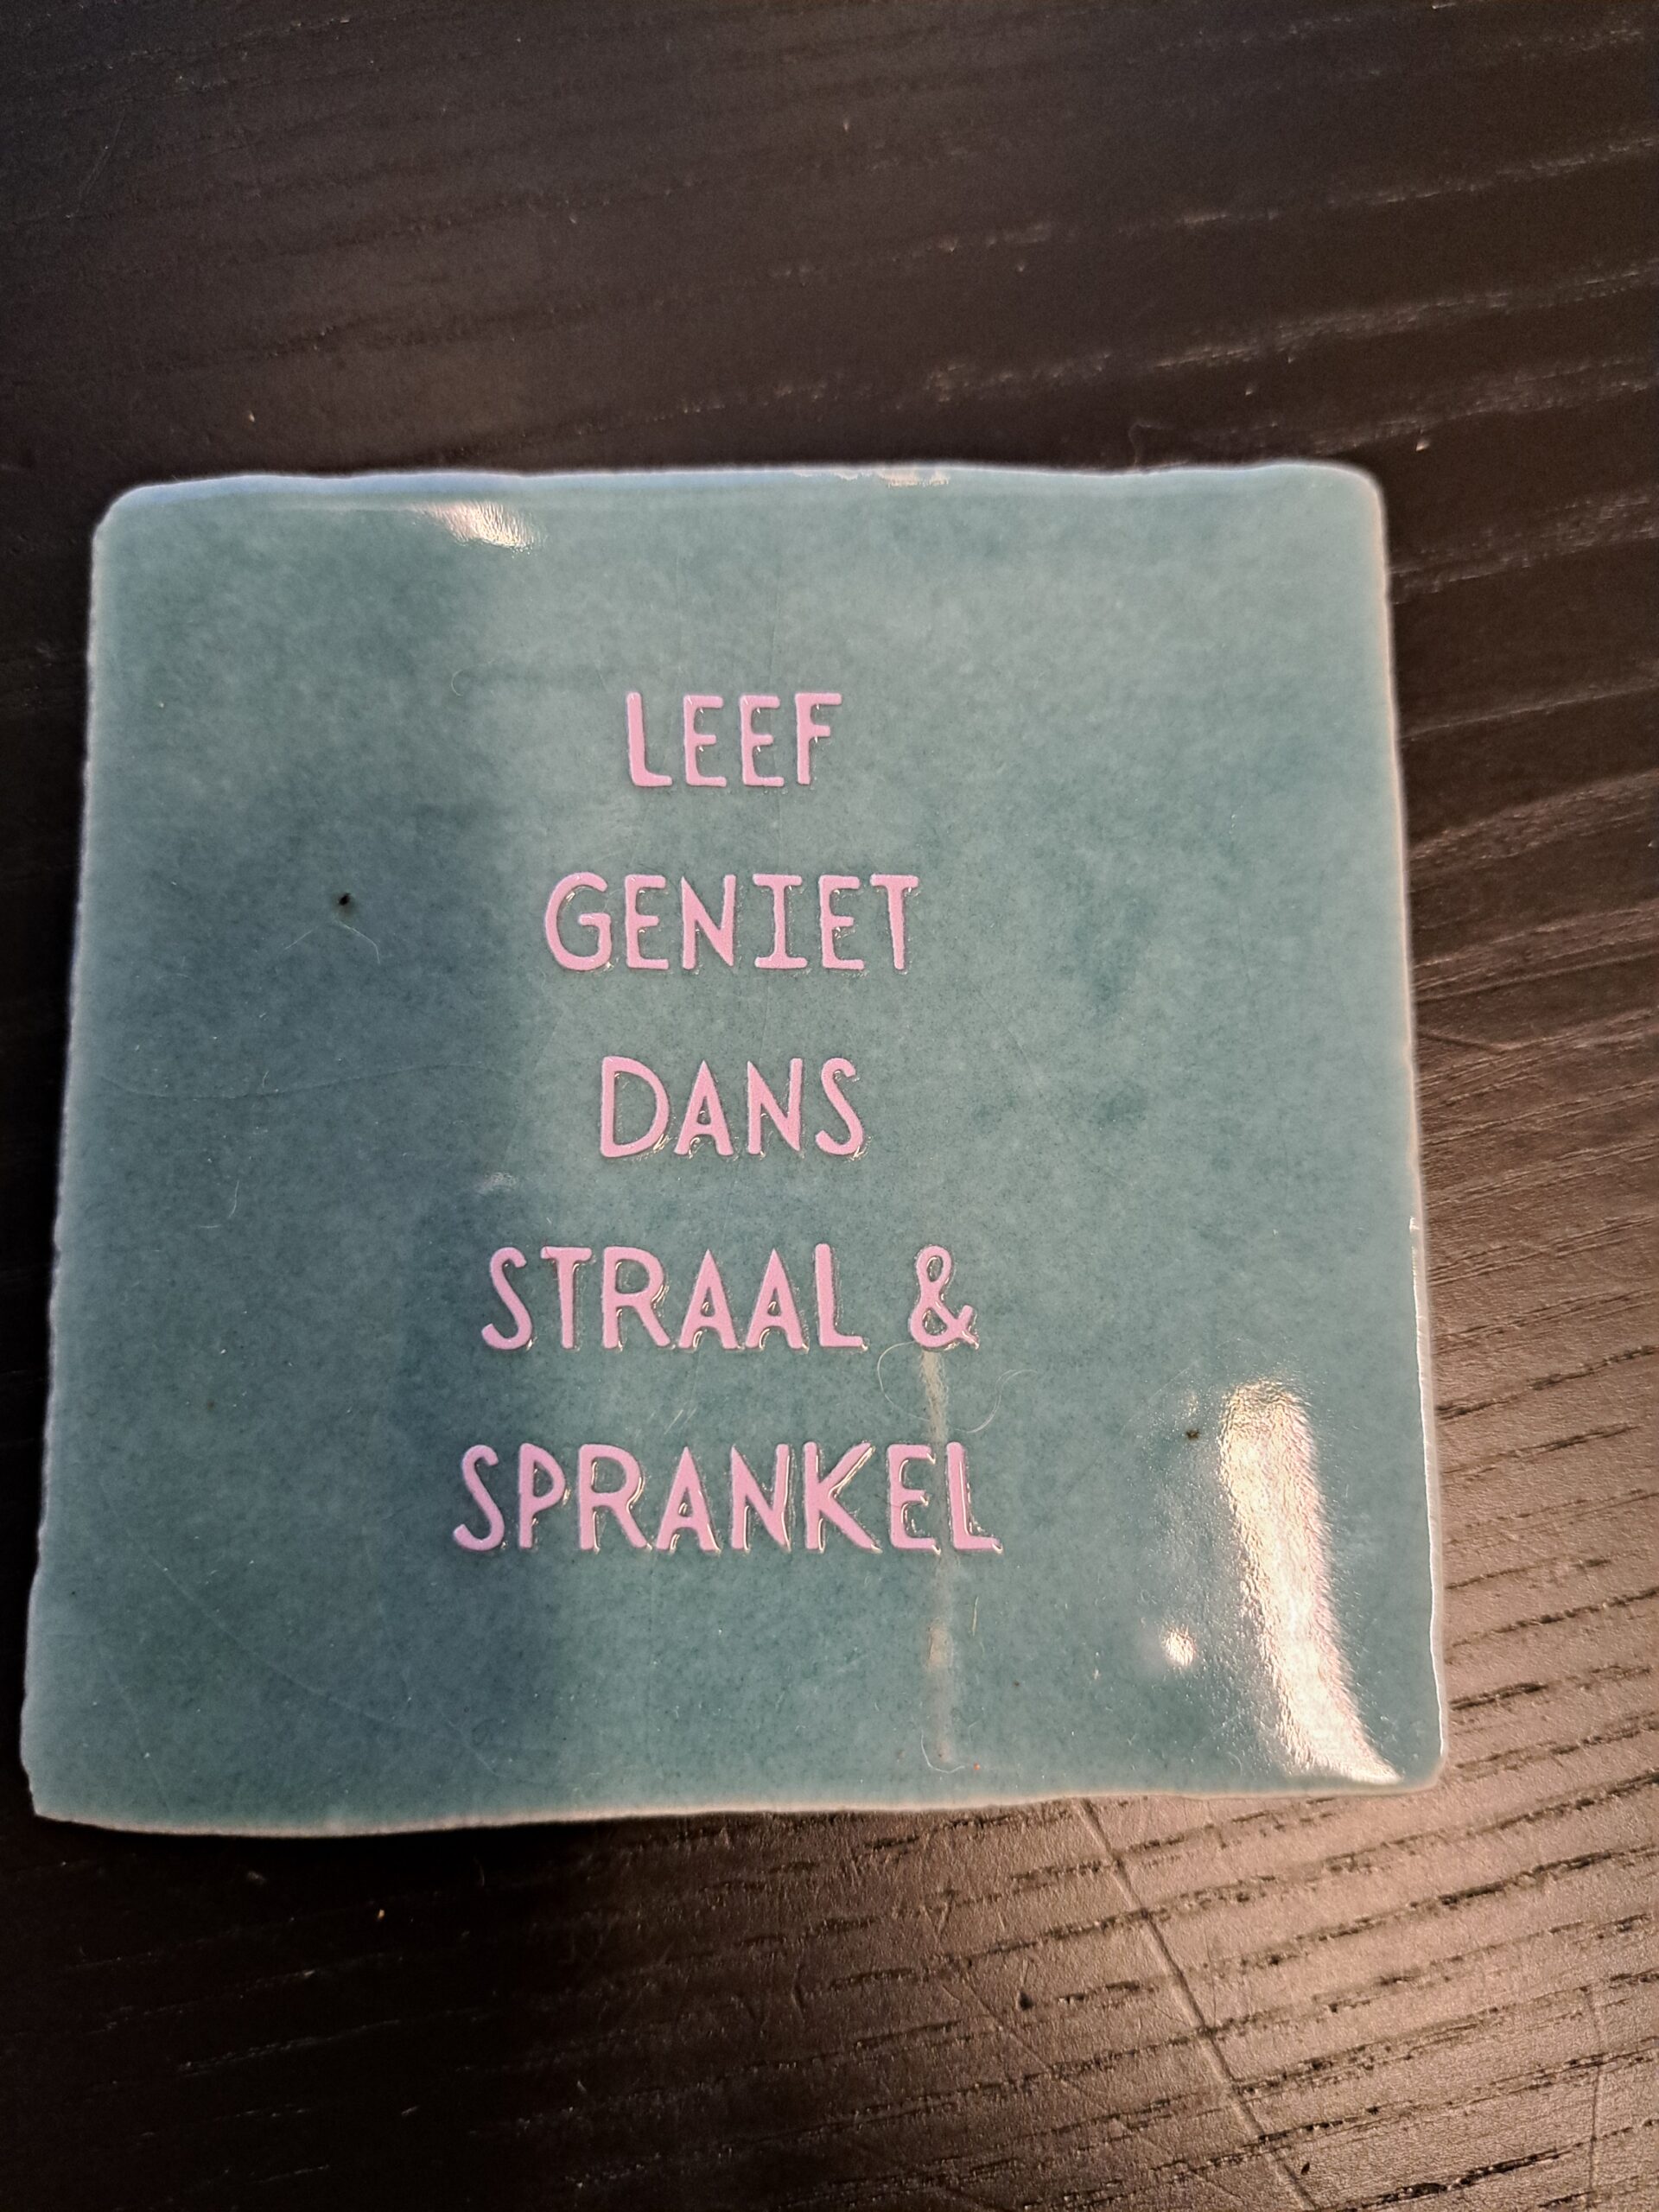 LEEF
GENIET
DANS
STRAAL &
SPRANKEL